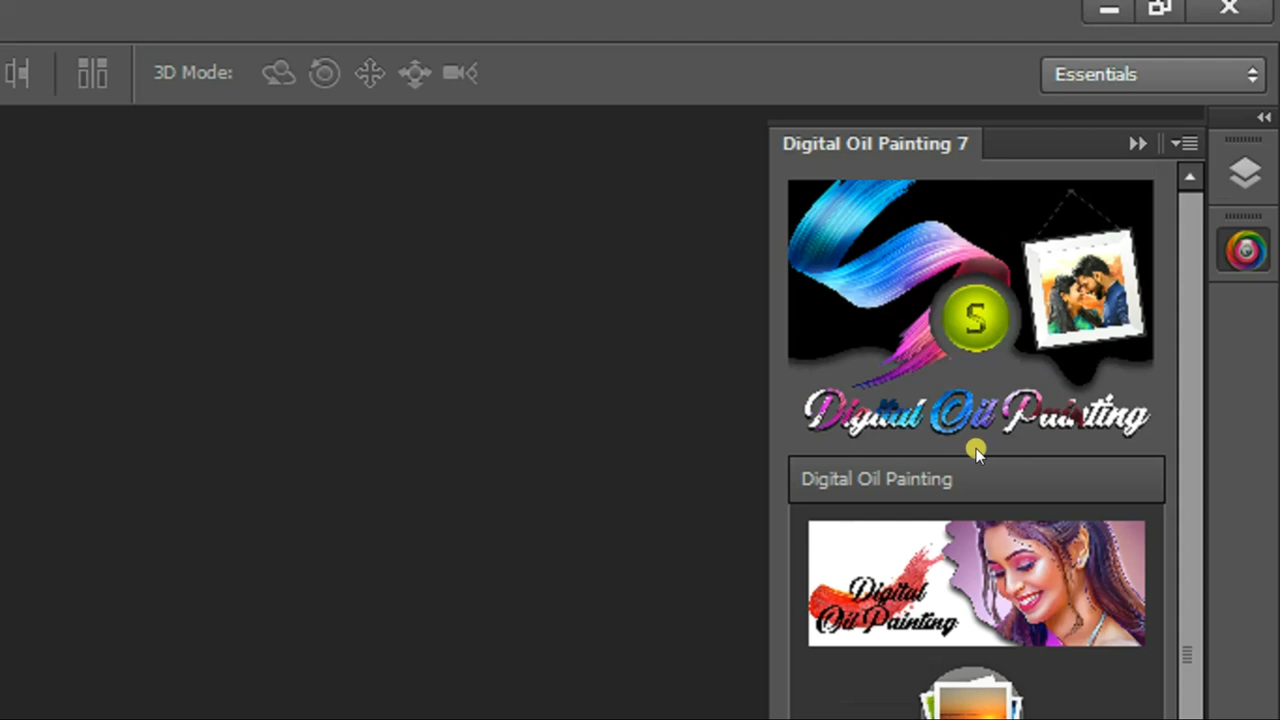 3D Mode:
Essentials
Digital Oil Painting 7
S
Digital Oil Painting
Digital Oil Painting
Digital
Oil Painting